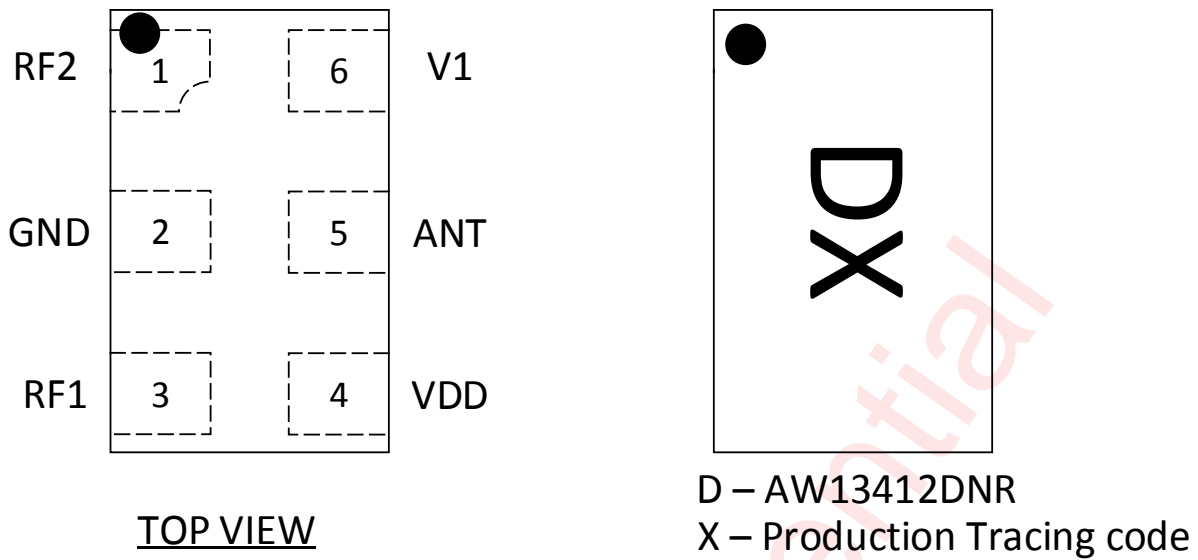 RF2 1 6 V1
GND 2 5 ANT
RF1 3 4 VDD
TOP VIEW
DX
D – AW13412DNR
X – Production Tracing code
ential